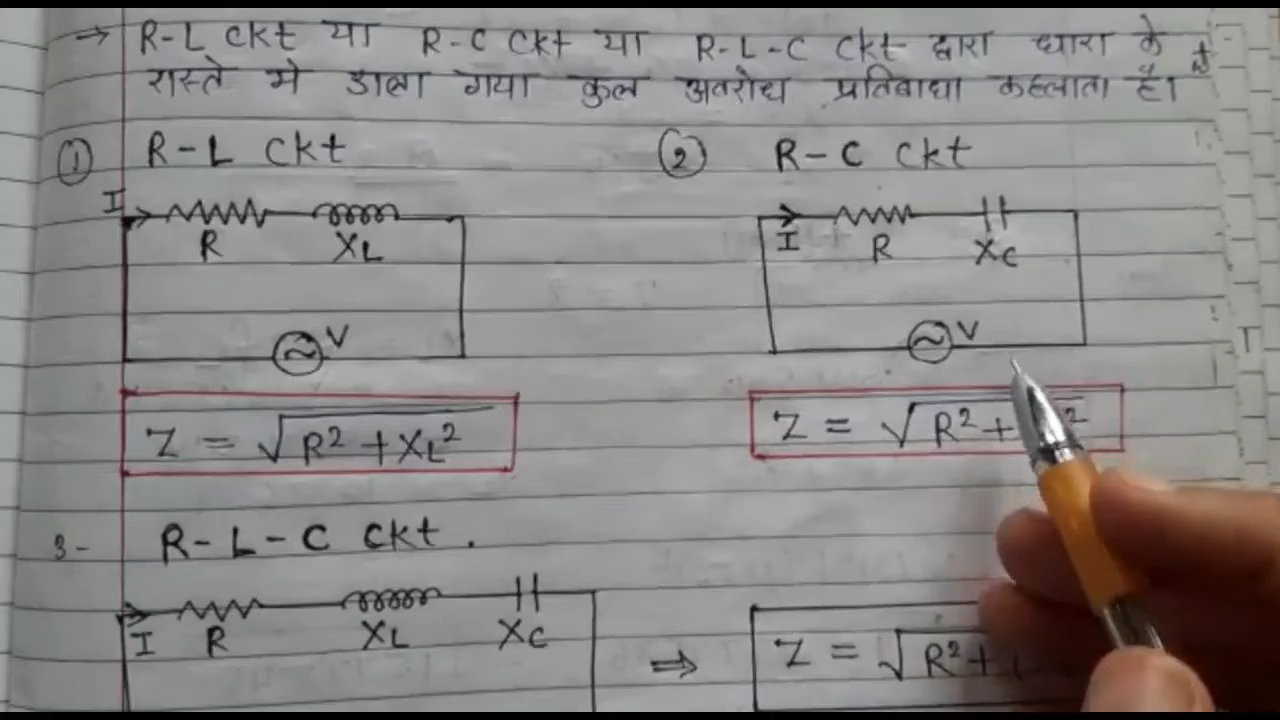 → R-L Ckt या R-C Ckt या R-L-C Ckt द्वारा धारा के
रास्ते मे डाला गया कुल अवरोध प्रतिबाधा कहलाता है।
① R-L Ckt
② R-C Ckt
I
R XL
V
I R XC
V
Z = √R² + XL²
Z = √R² +
3- R-L-C Ckt.
I R XL XC
⇒ Z = √R² +